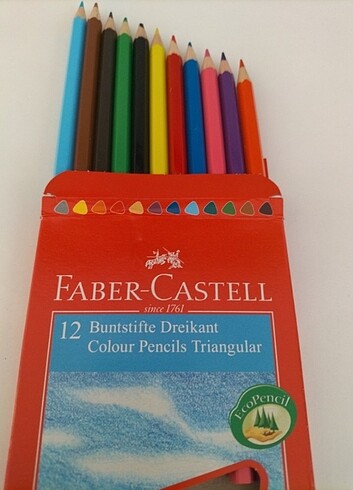 FABER-CASTELL
since 1761
12 Buntstifte Dreikant
Colour Pencils Triangular
EcoPencil